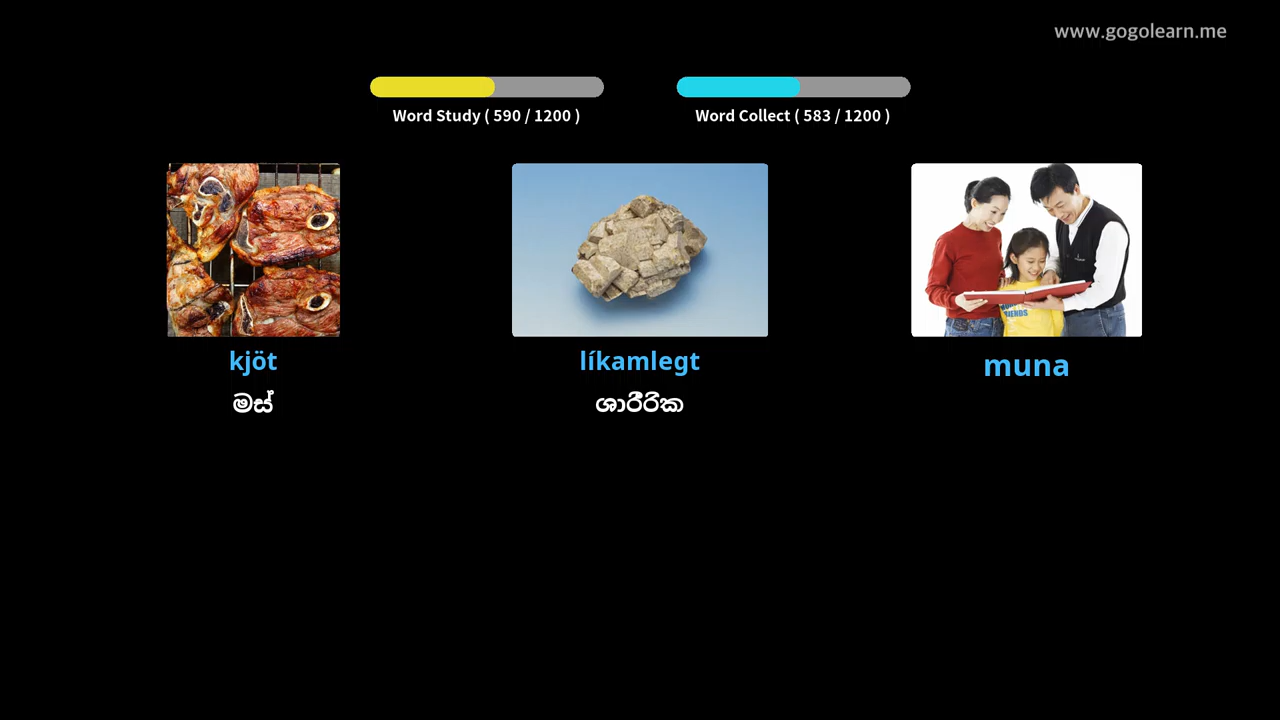 www.gogolearn.me
Word Study ( 590 / 1200 )
Word Collect ( 583 / 1200 )
kjöt
líkamlegt
muna
මස්
ශාරීරික